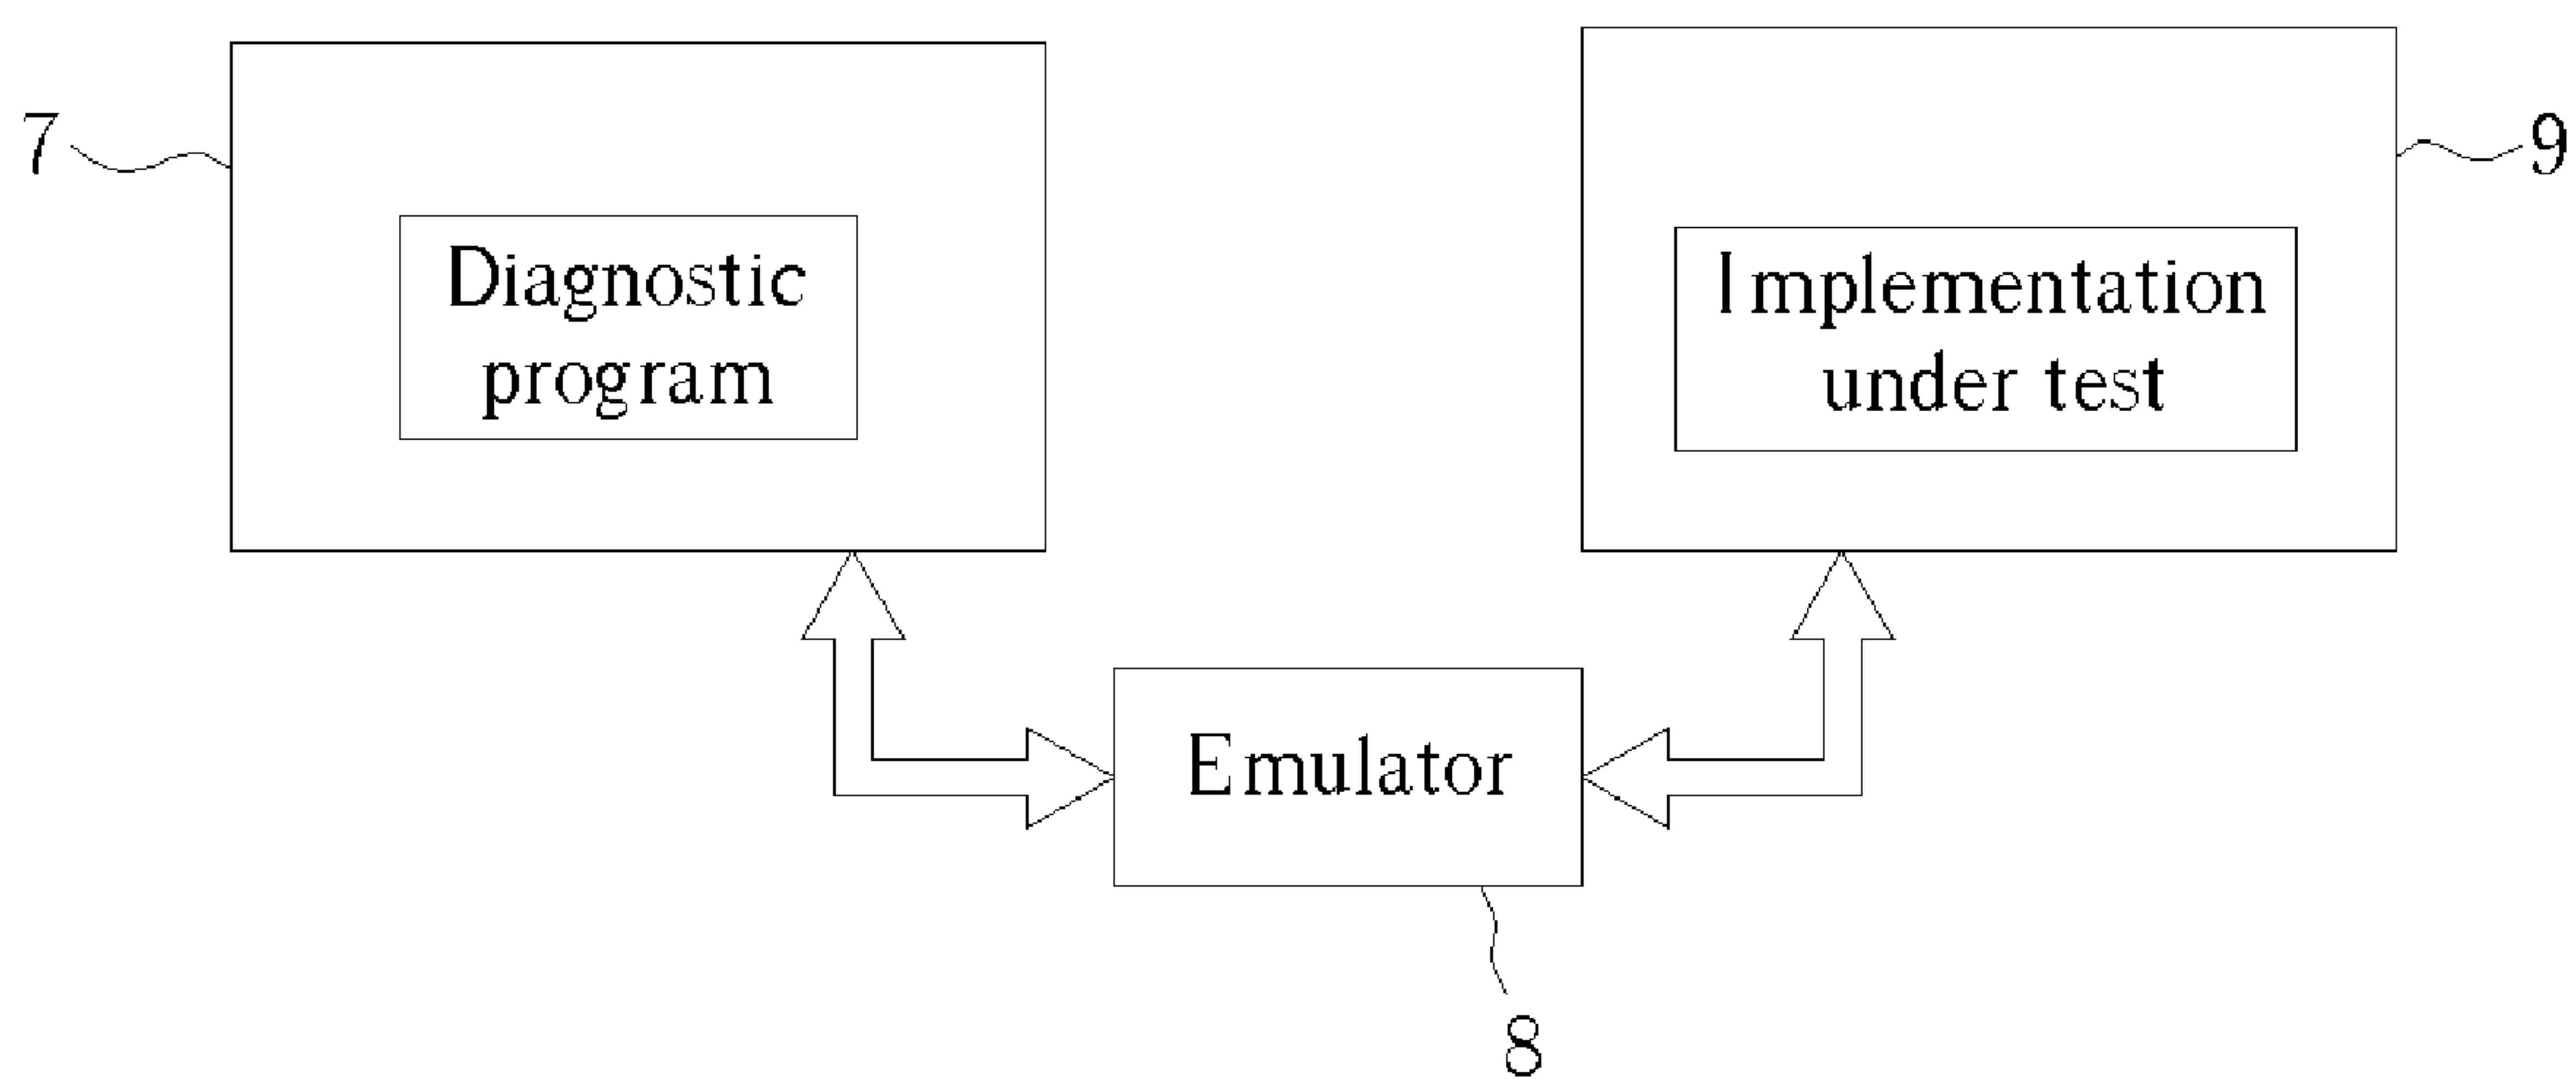 7
Diagnostic
program
9
Implementation
under test
Emulator
8